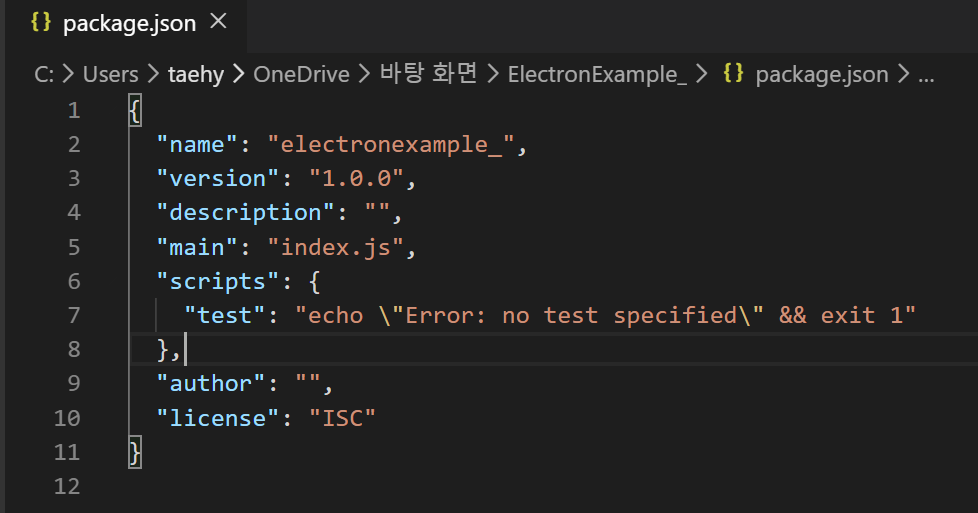 {} package.json ×
C: > Users > taehy > OneDrive > 바탕 화면 > ElectronExample_ > {} package.json > ...
1 {
2   "name": "electronexample_",
3   "version": "1.0.0",
4   "description": "",
5   "main": "index.js",
6   "scripts": {
7     "test": "echo \"Error: no test specified\" && exit 1"
8   },
9   "author": "",
10   "license": "ISC"
11 }
12